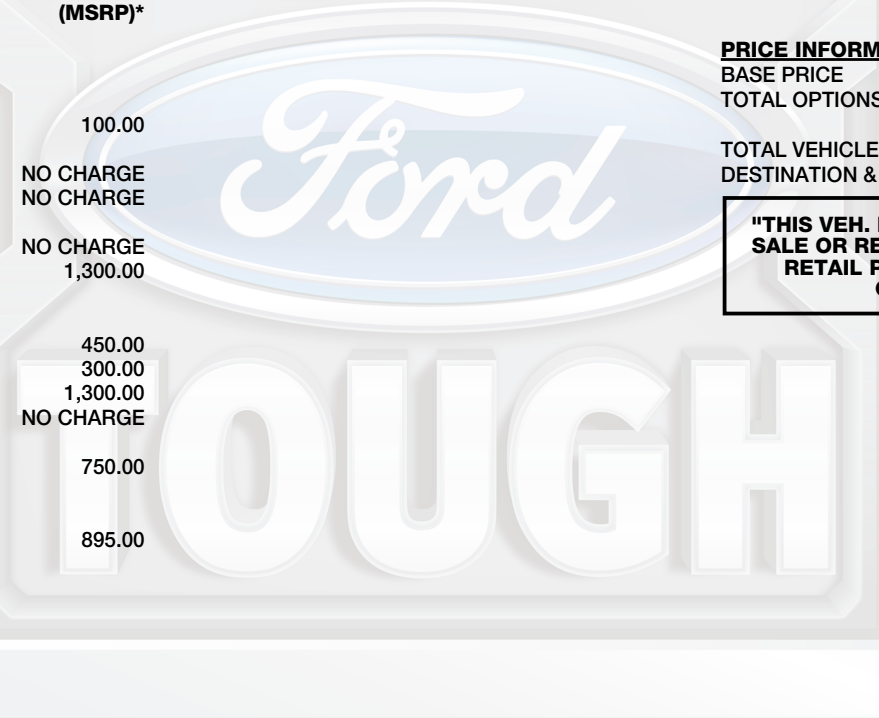 (MSRP)*
100.00
NO CHARGE
NO CHARGE
NO CHARGE
1,300.00
450.00
300.00
1,300.00
NO CHARGE
750.00
895.00
PRICE INFORM
BASE PRICE
TOTAL OPTIONS
TOTAL VEHICLE
DESTINATION &
"THIS VEH.
SALE OR RE
RETAIL P
Ford
TOUGH